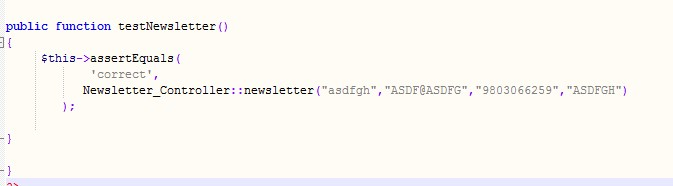 public function testNewsletter()
{
$this->assertEquals(
'correct',
Newsletter_Controller::newsletter("asdfgh","ASDF@ASDFG","9803066259","ASDFGH")
);
}
}
?>